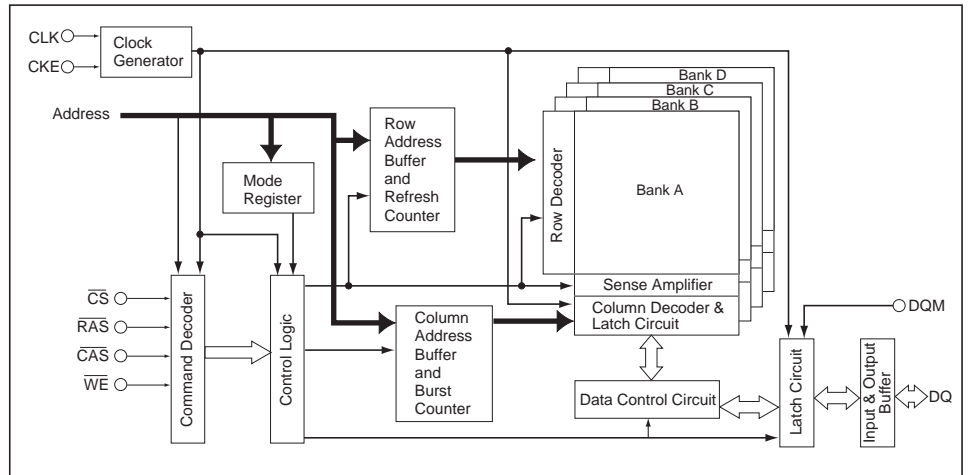 CLK
CKE
Clock
Generator
Address
Mode
Register
Row
Address
Buffer
and
Refresh
Counter
Bank D
Bank C
Bank B
Bank A
Row Decoder
Sense Amplifier
Column Decoder &
Latch Circuit
CS
RAS
CAS
WE
Command Decoder
Control Logic
Column
Address
Buffer
and
Burst
Counter
Data Control Circuit
Latch Circuit
Input & Output
Buffer
DQM
DQ